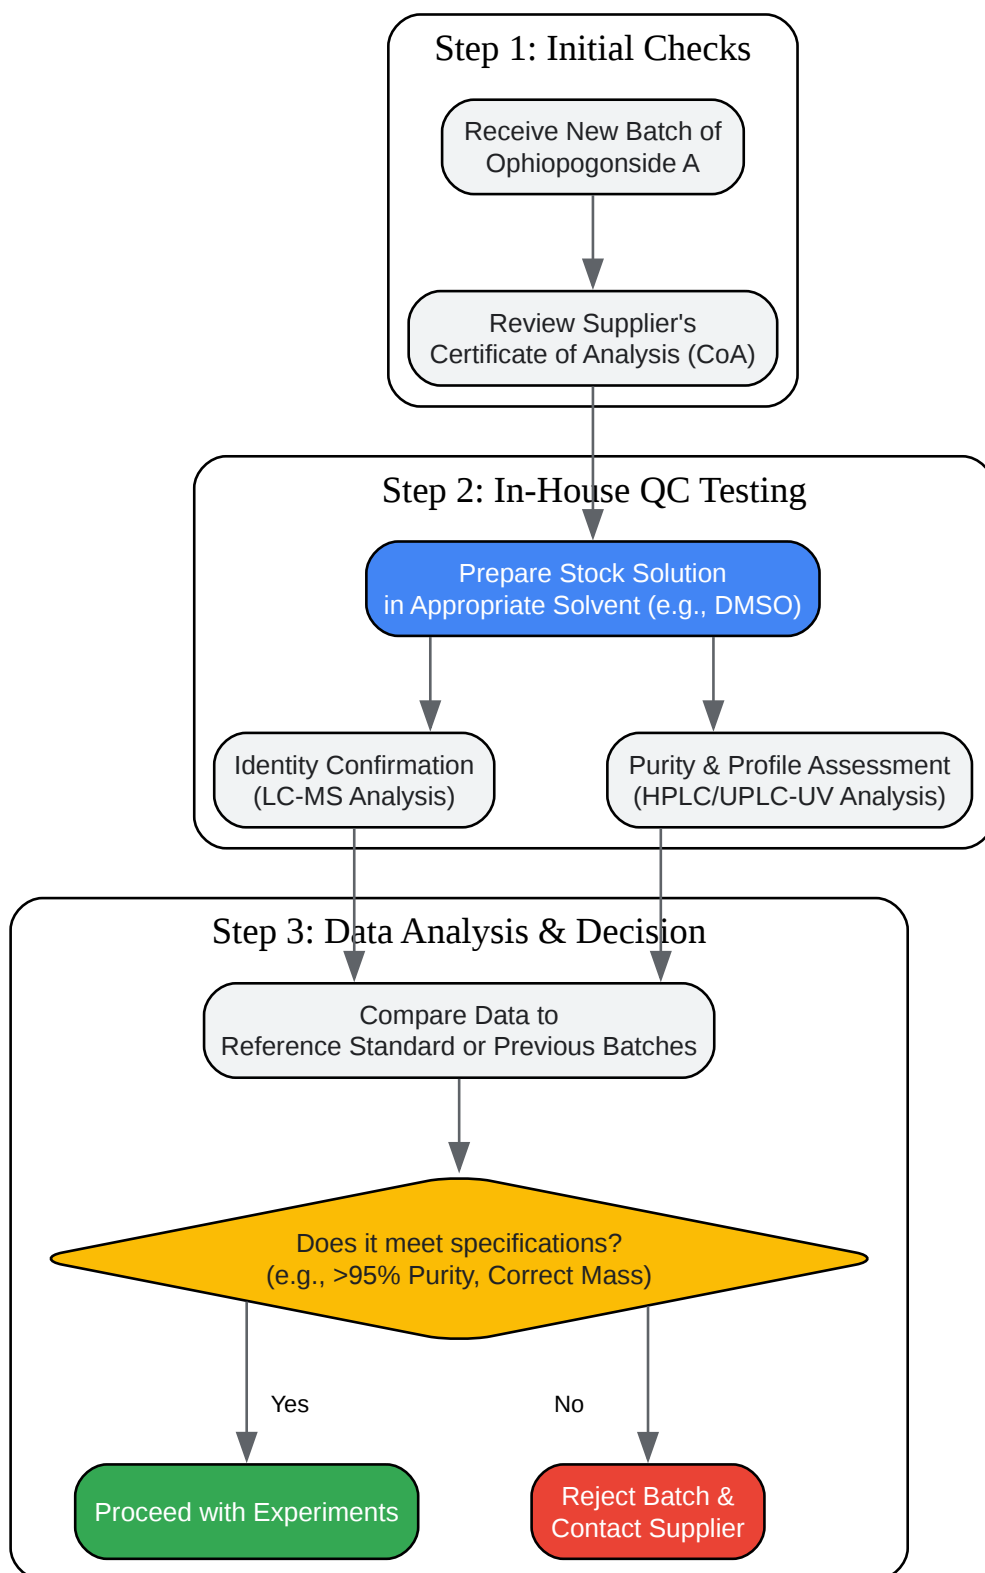 Step 1: Initial Checks
Receive New Batch of
Ophiopogonside A
Review Supplier's
Certificate of Analysis (CoA)
Step 2: In-House QC Testing
Prepare Stock Solution
in Appropriate Solvent (e.g., DMSO)
Identity Confirmation
(LC-MS Analysis)
Purity & Profile Assessment
(HPLC/UPLC-UV Analysis)
Step 3: Data Analysis & Decision
Compare Data to
Reference Standard or Previous Batches
Does it meet specifications?
(e.g., >95% Purity, Correct Mass)
Yes
No
Proceed with Experiments
Reject Batch &
Contact Supplier